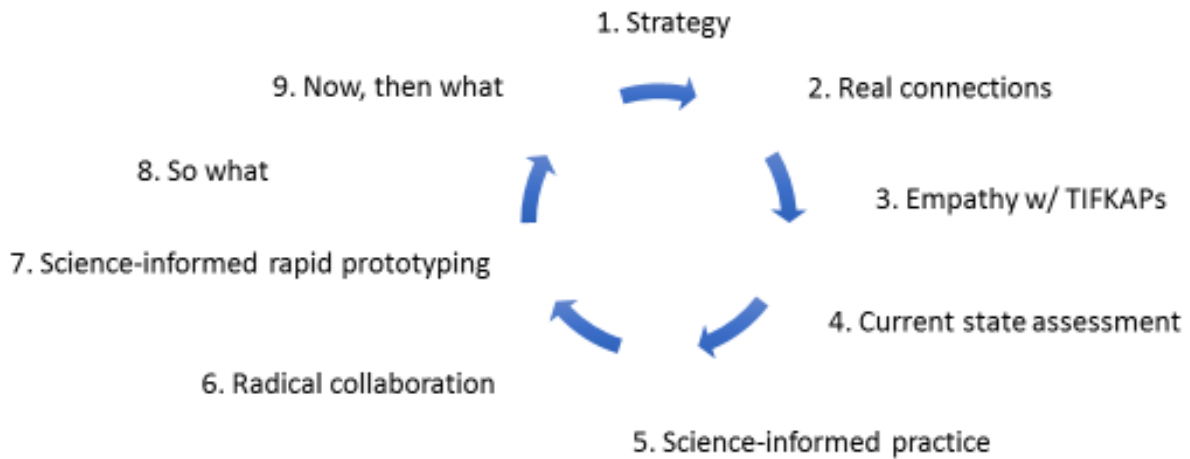 1. Strategy
2. Real connections
3. Empathy w/ TIFKAPs
4. Current state assessment
5. Science-informed practice
6. Radical collaboration
7. Science-informed rapid prototyping
8. So what
9. Now, then what